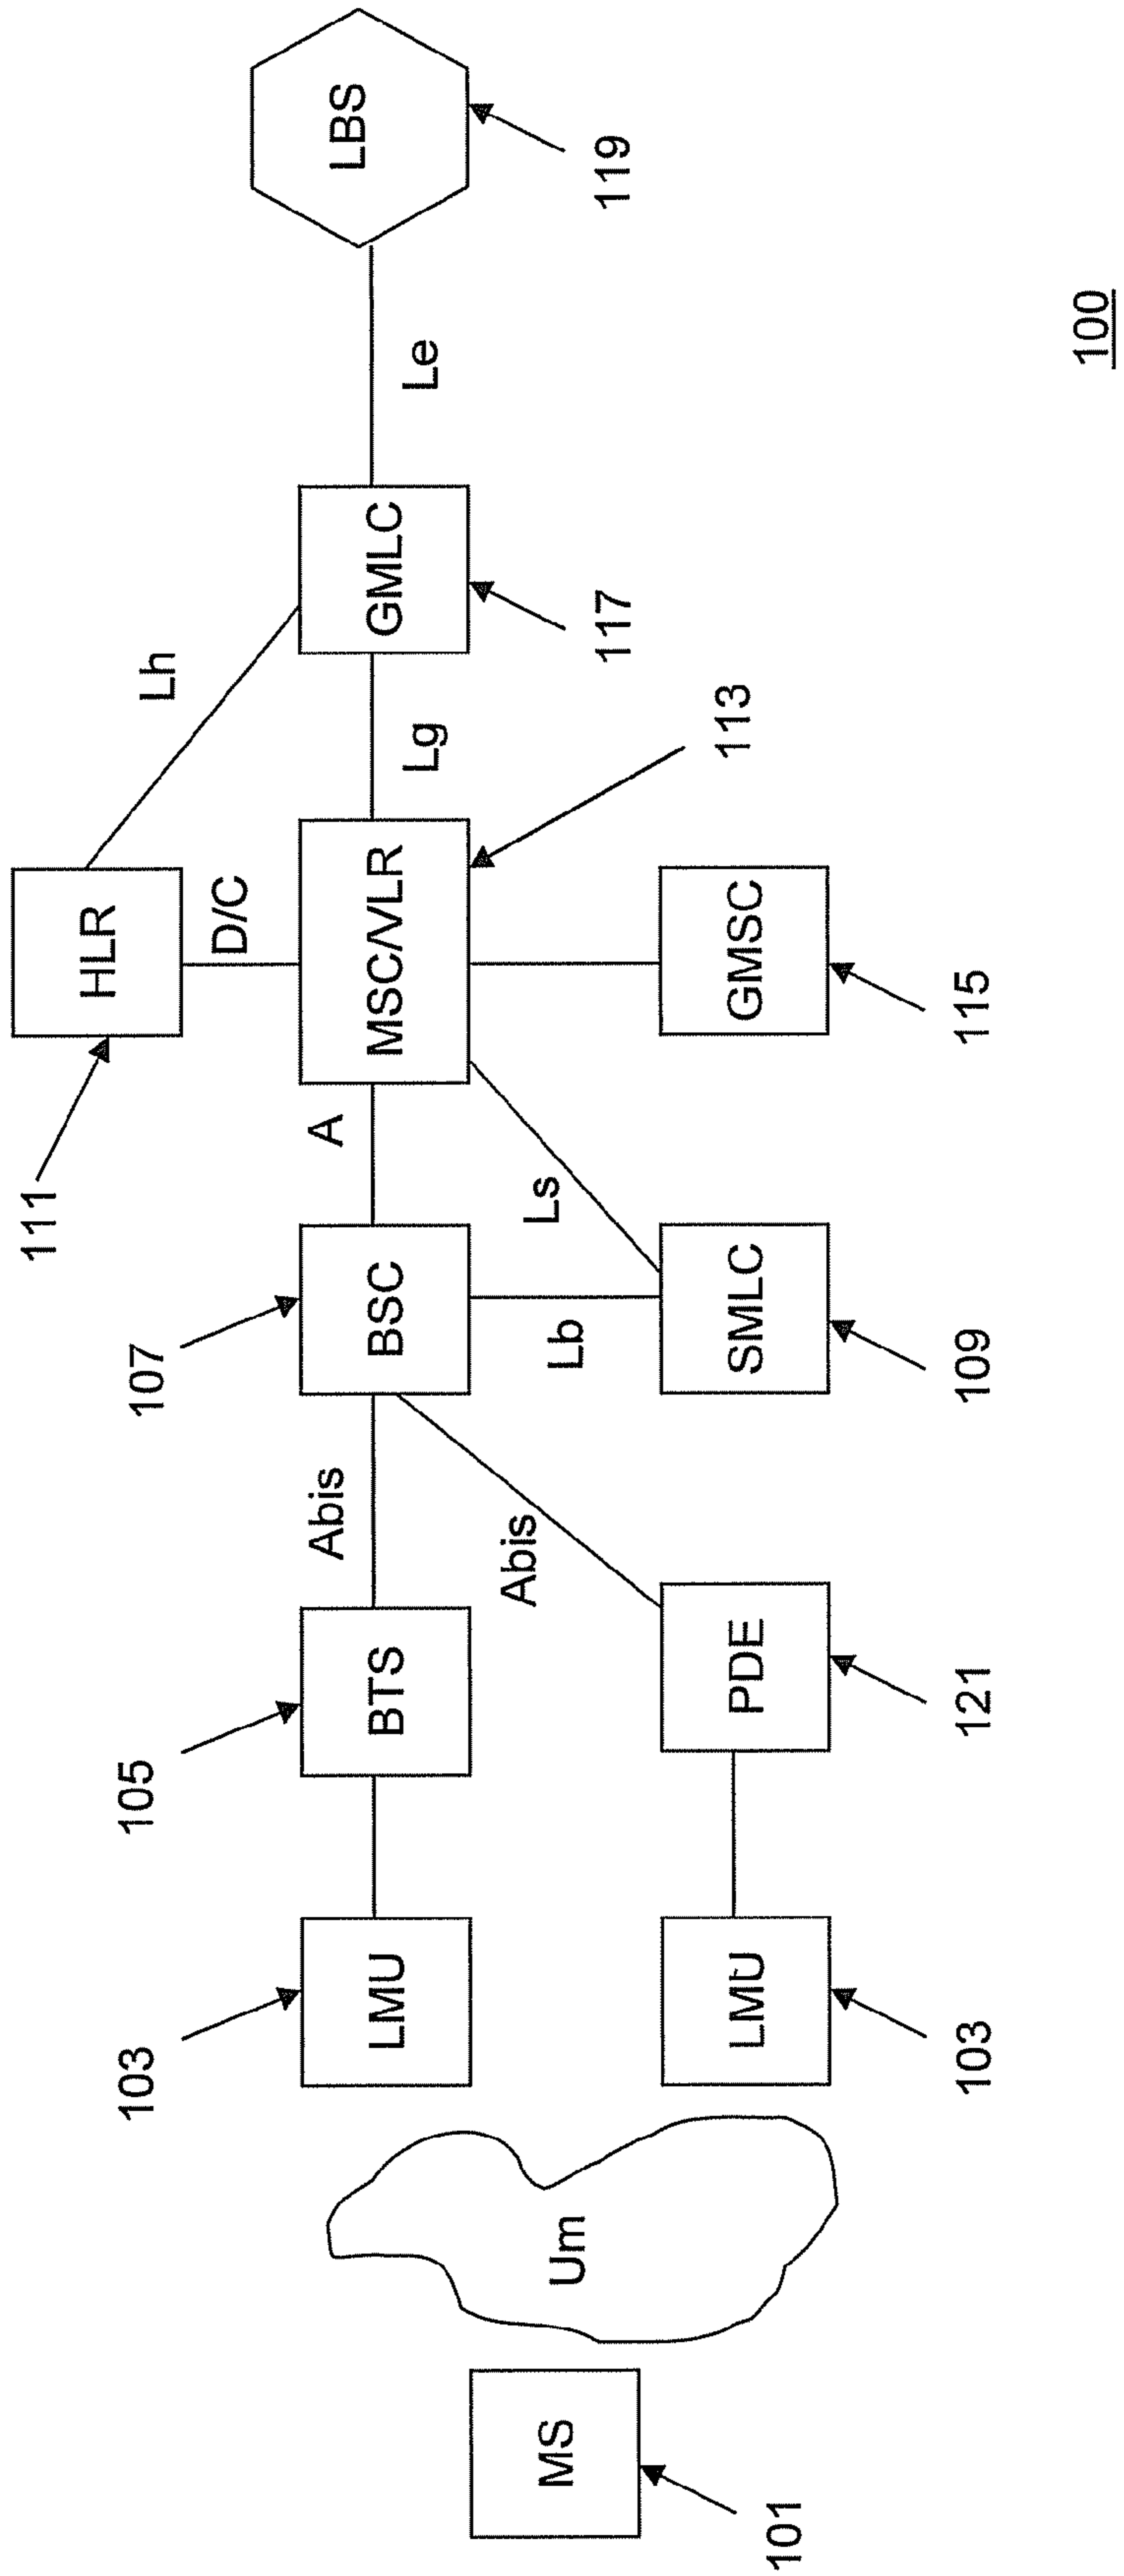 111
HLR
Lh
D/C
103
105
107
LMU
BTS
Abis
BSC
A
MSC/VLR
Lg
GMLC
Le
LBS
MS
Um
Abis
Lb
Ls
113
117
119
LMU
PDE
SMLC
GMSC
101
103
121
109
115
100